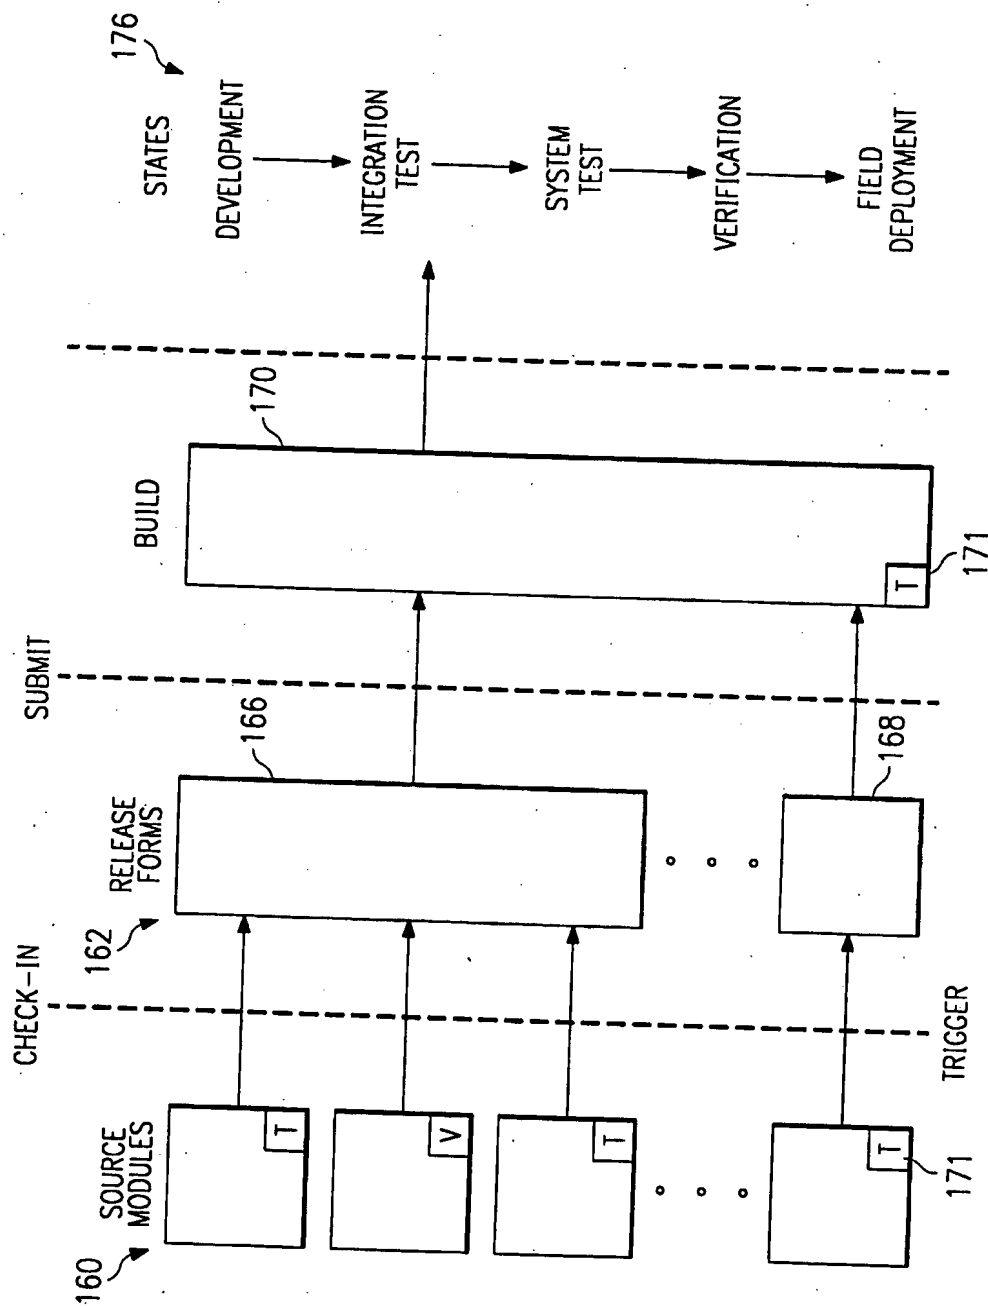 CHECK-IN
SUBMIT
160
SOURCE
MODULES
162
RELEASE
FORMS
166
BUILD
170
STATES
176
DEVELOPMENT
INTEGRATION
TEST
SYSTEM
TEST
VERIFICATION
FIELD
DEPLOYMENT
T
V
T
T
171
168
T
171
TRIGGER